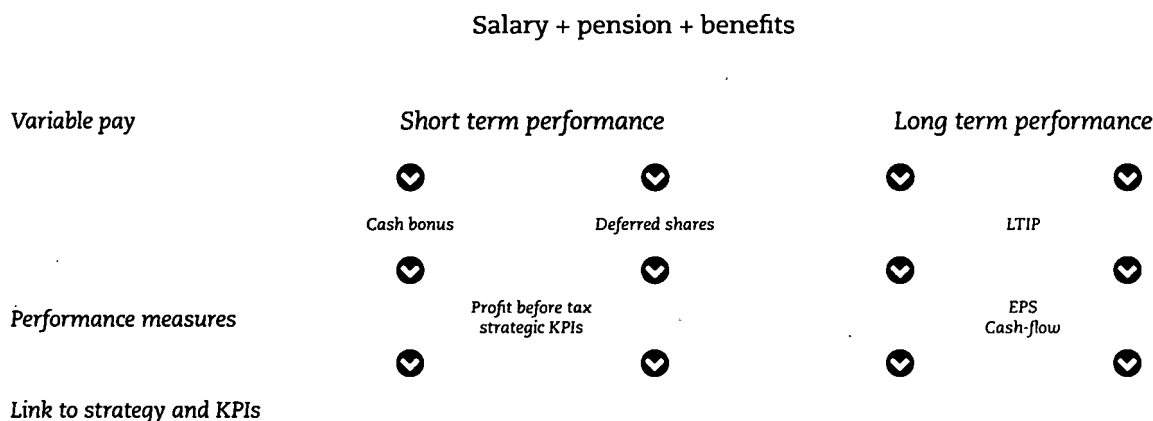 Salary + pension + benefits
Variable pay
Short term performance
Long term performance
Cash bonus
Deferred shares
LTIP
Performance measures
Profit before tax
strategic KPIs
EPS
Cash-flow
Link to strategy and KPIs